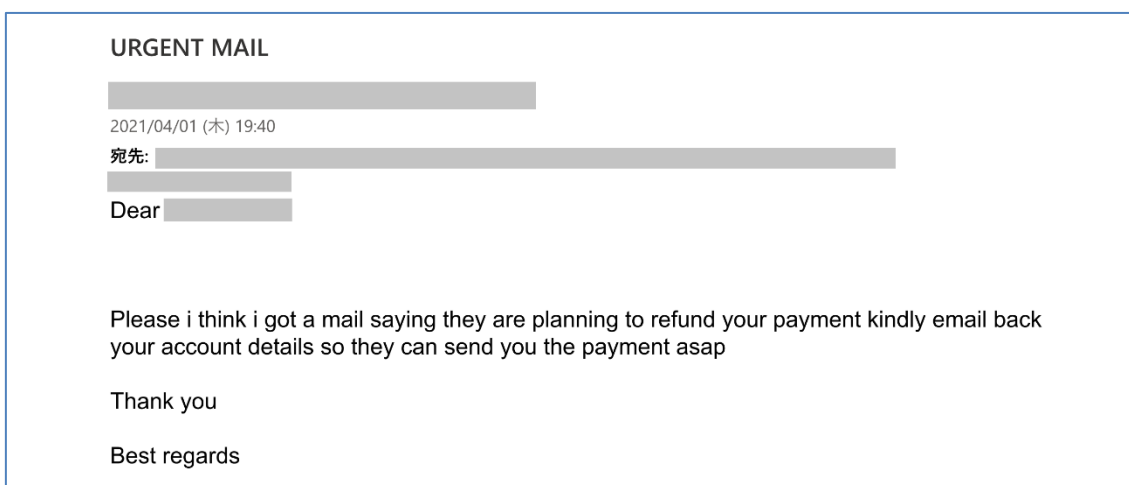 URGENT MAIL
2021/04/01 (木) 19:40
宛先:
Dear
Please i think i got a mail saying they are planning to refund your payment kindly email back
your account details so they can send you the payment asap
Thank you
Best regards